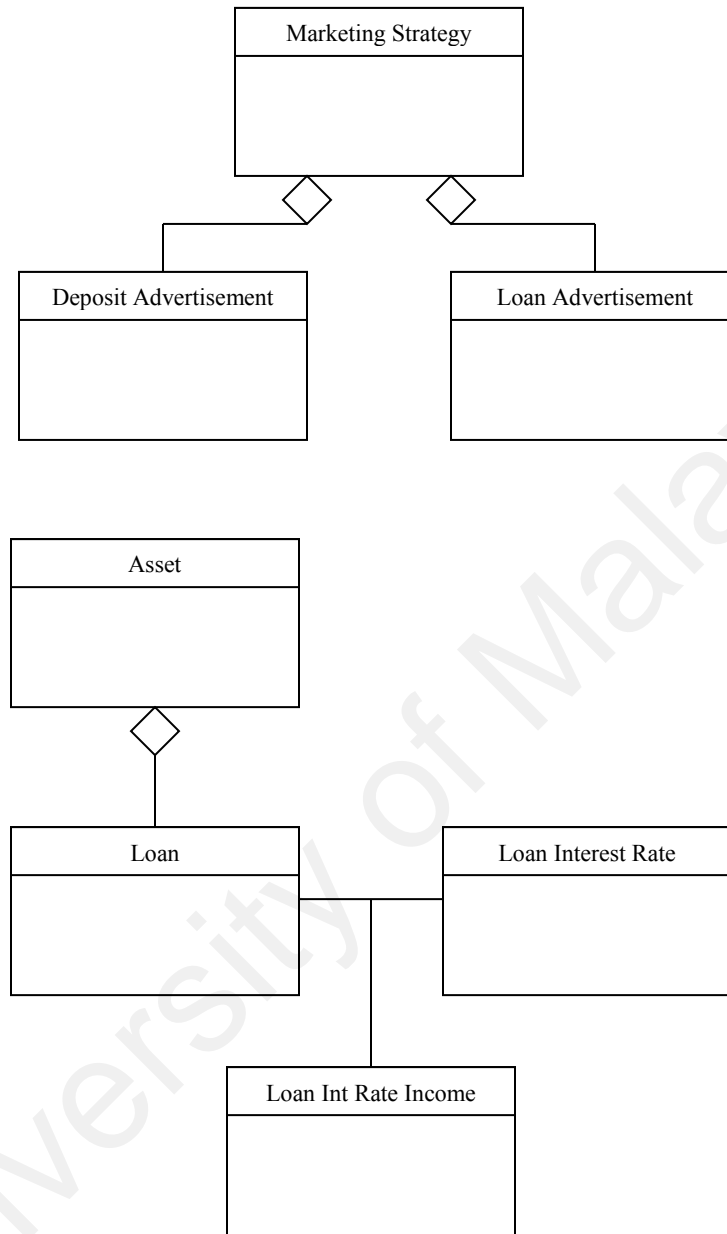 Marketing Strategy
Deposit Advertisement
Loan Advertisement
Asset
Loan
Loan Interest Rate
Loan Int Rate Income